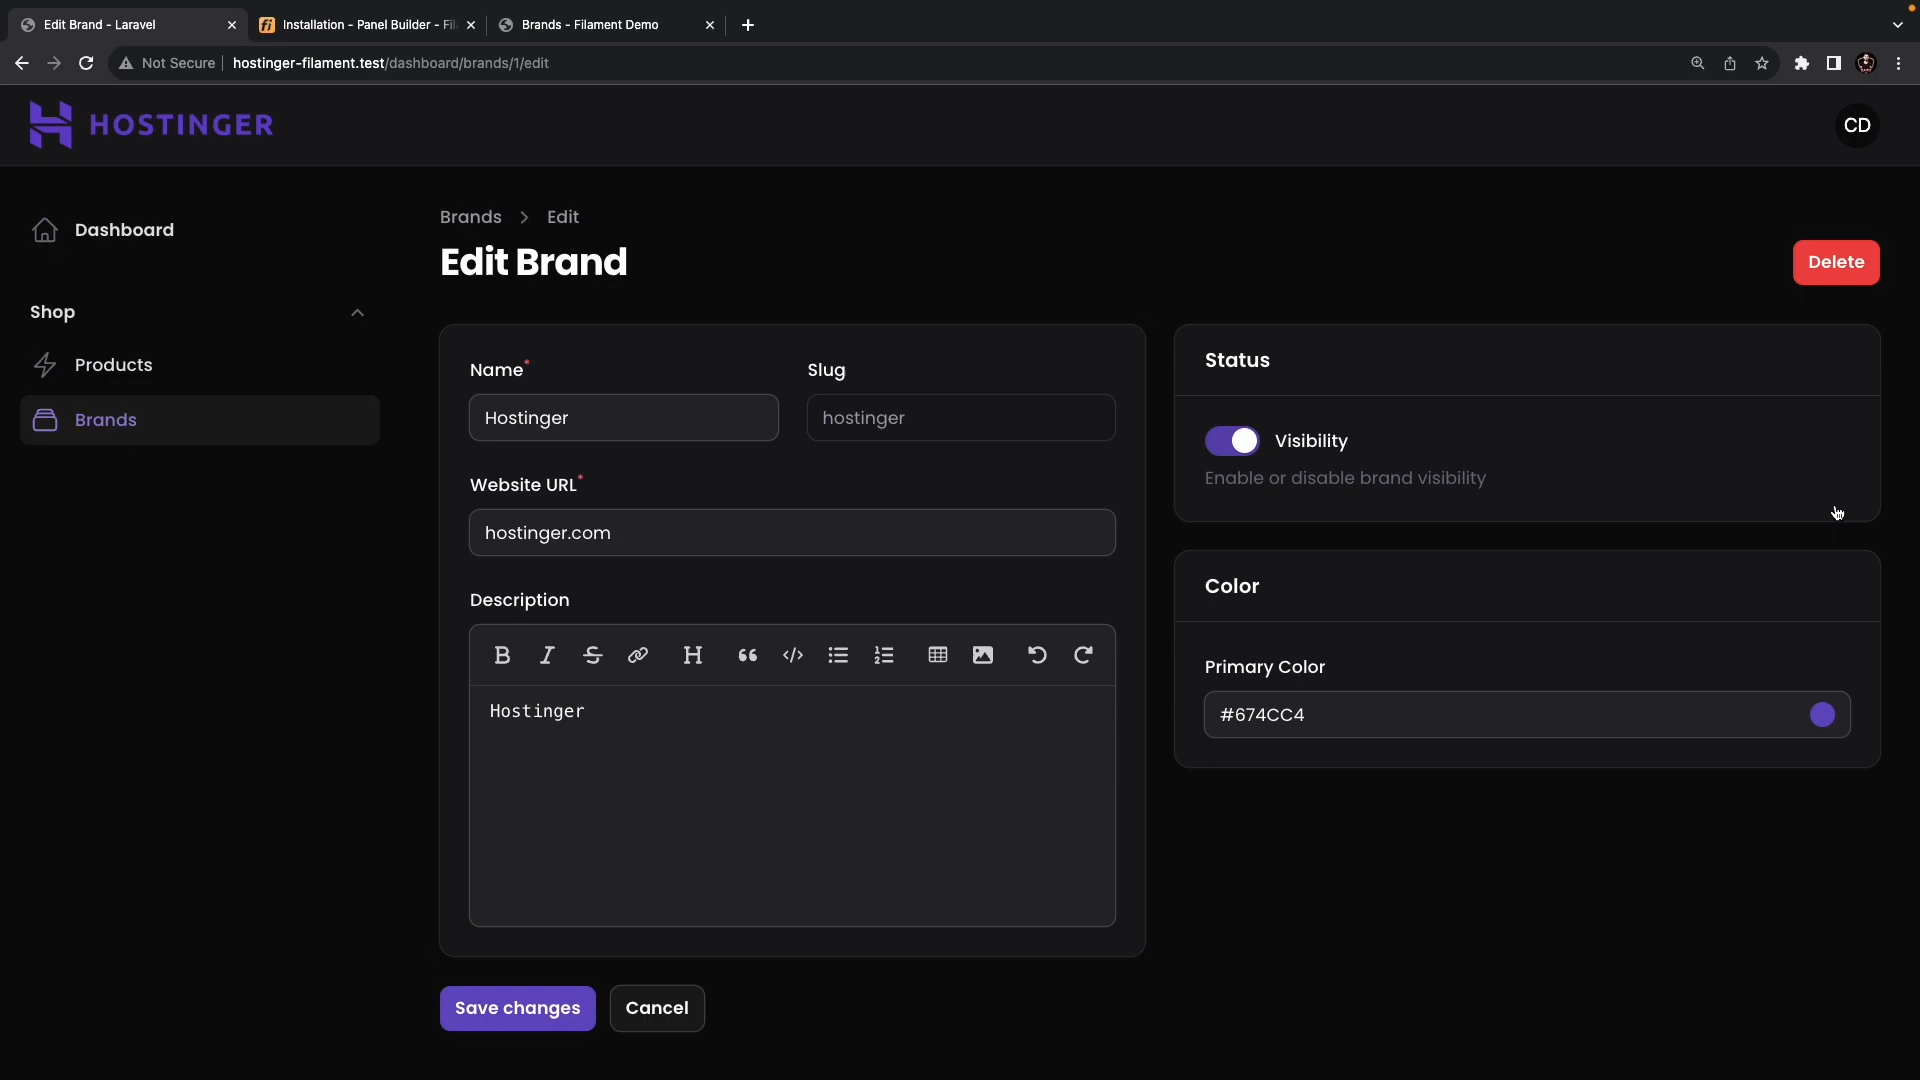 Edit Brand - Laravel
Installation - Panel Builder - Fil
Brands - Filament Demo
Not Secure
hostinger-filament.test/dashboard/brands/1/edit
HOSTINGER
CD
Dashboard
Shop
Products
Brands
Brands > Edit
Edit Brand
Delete
Name*
Slug
Hostinger
hostinger
Website URL*
hostinger.com
Description
Hostinger
Save changes
Cancel
Status
Visibility
Enable or disable brand visibility
Color
Primary Color
#674CC4